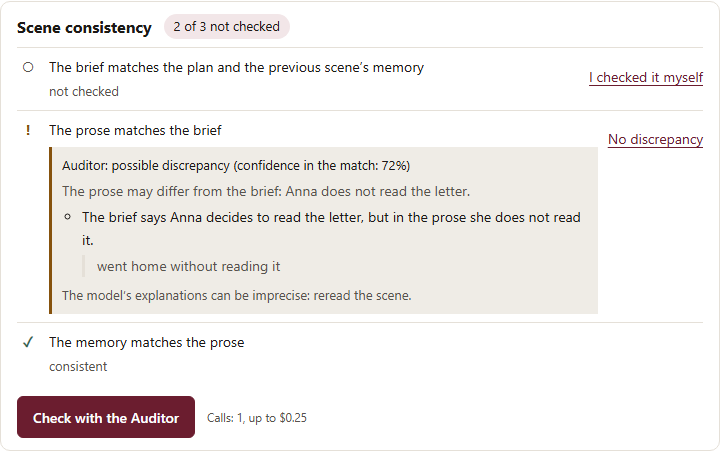 Scene consistency 2 of 3 not checked
The brief matches the plan and the previous scene’s memory
I checked it myself
not checked
! The prose matches the brief
No discrepancy
Auditor: possible discrepancy (confidence in the match: 72%)
The prose may differ from the brief: Anna does not read the letter.
The brief says Anna decides to read the letter, but in the prose she does not read
it.
went home without reading it
The model’s explanations can be imprecise: reread the scene.
✓ The memory matches the prose
consistent
Check with the Auditor Calls: 1, up to $0.25